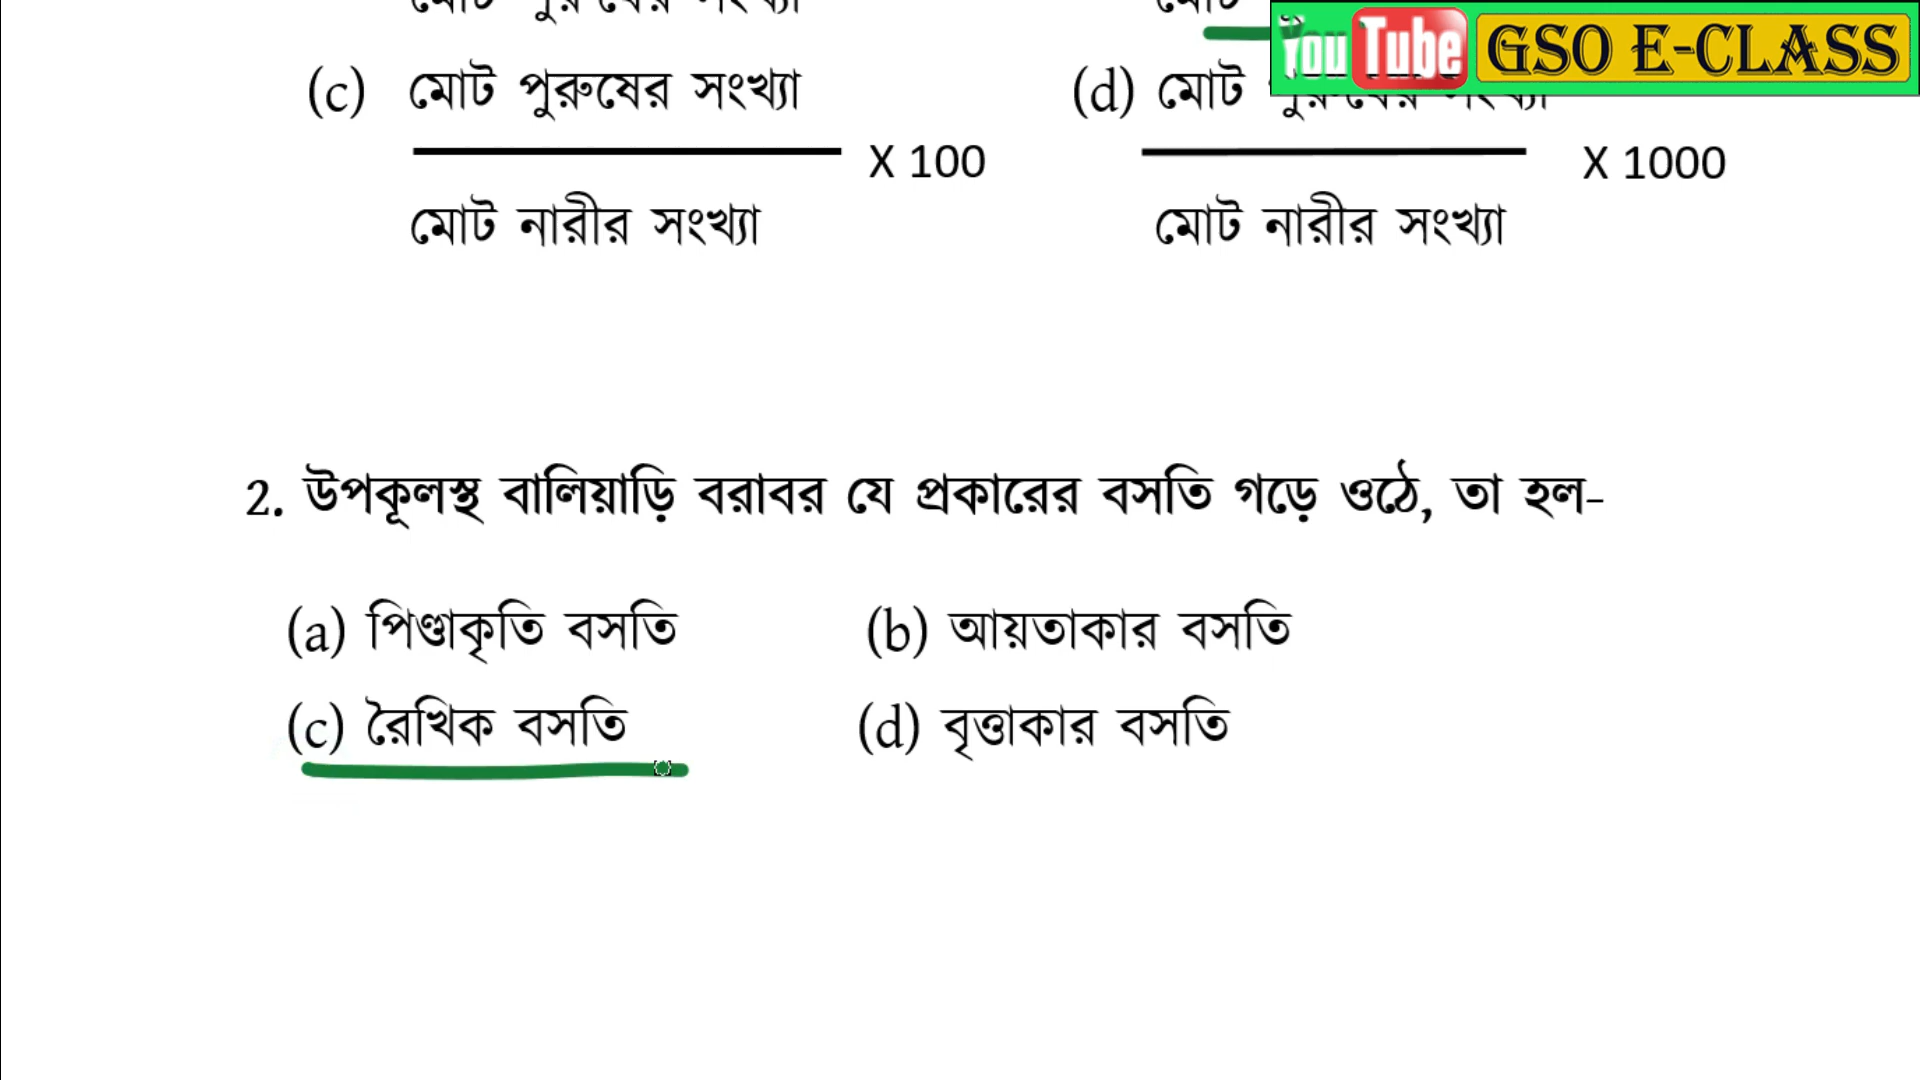 YouTube GSO E-CLASS
(c) মোট পুরুষের সংখ্যা
X 100
মোট নারীর সংখ্যা
(d) মোট পুরুষের সংখ্যা
X 1000
মোট নারীর সংখ্যা
2. উপকূলস্থ বালিয়াড়ি বরাবর যে প্রকারের বসতি গড়ে ওঠে, তা হল-
(a) পিণ্ডাকৃতি বসতি
(b) আয়তাকার বসতি
(c) রৈখিক বসতি
(d) বৃত্তাকার বসতি